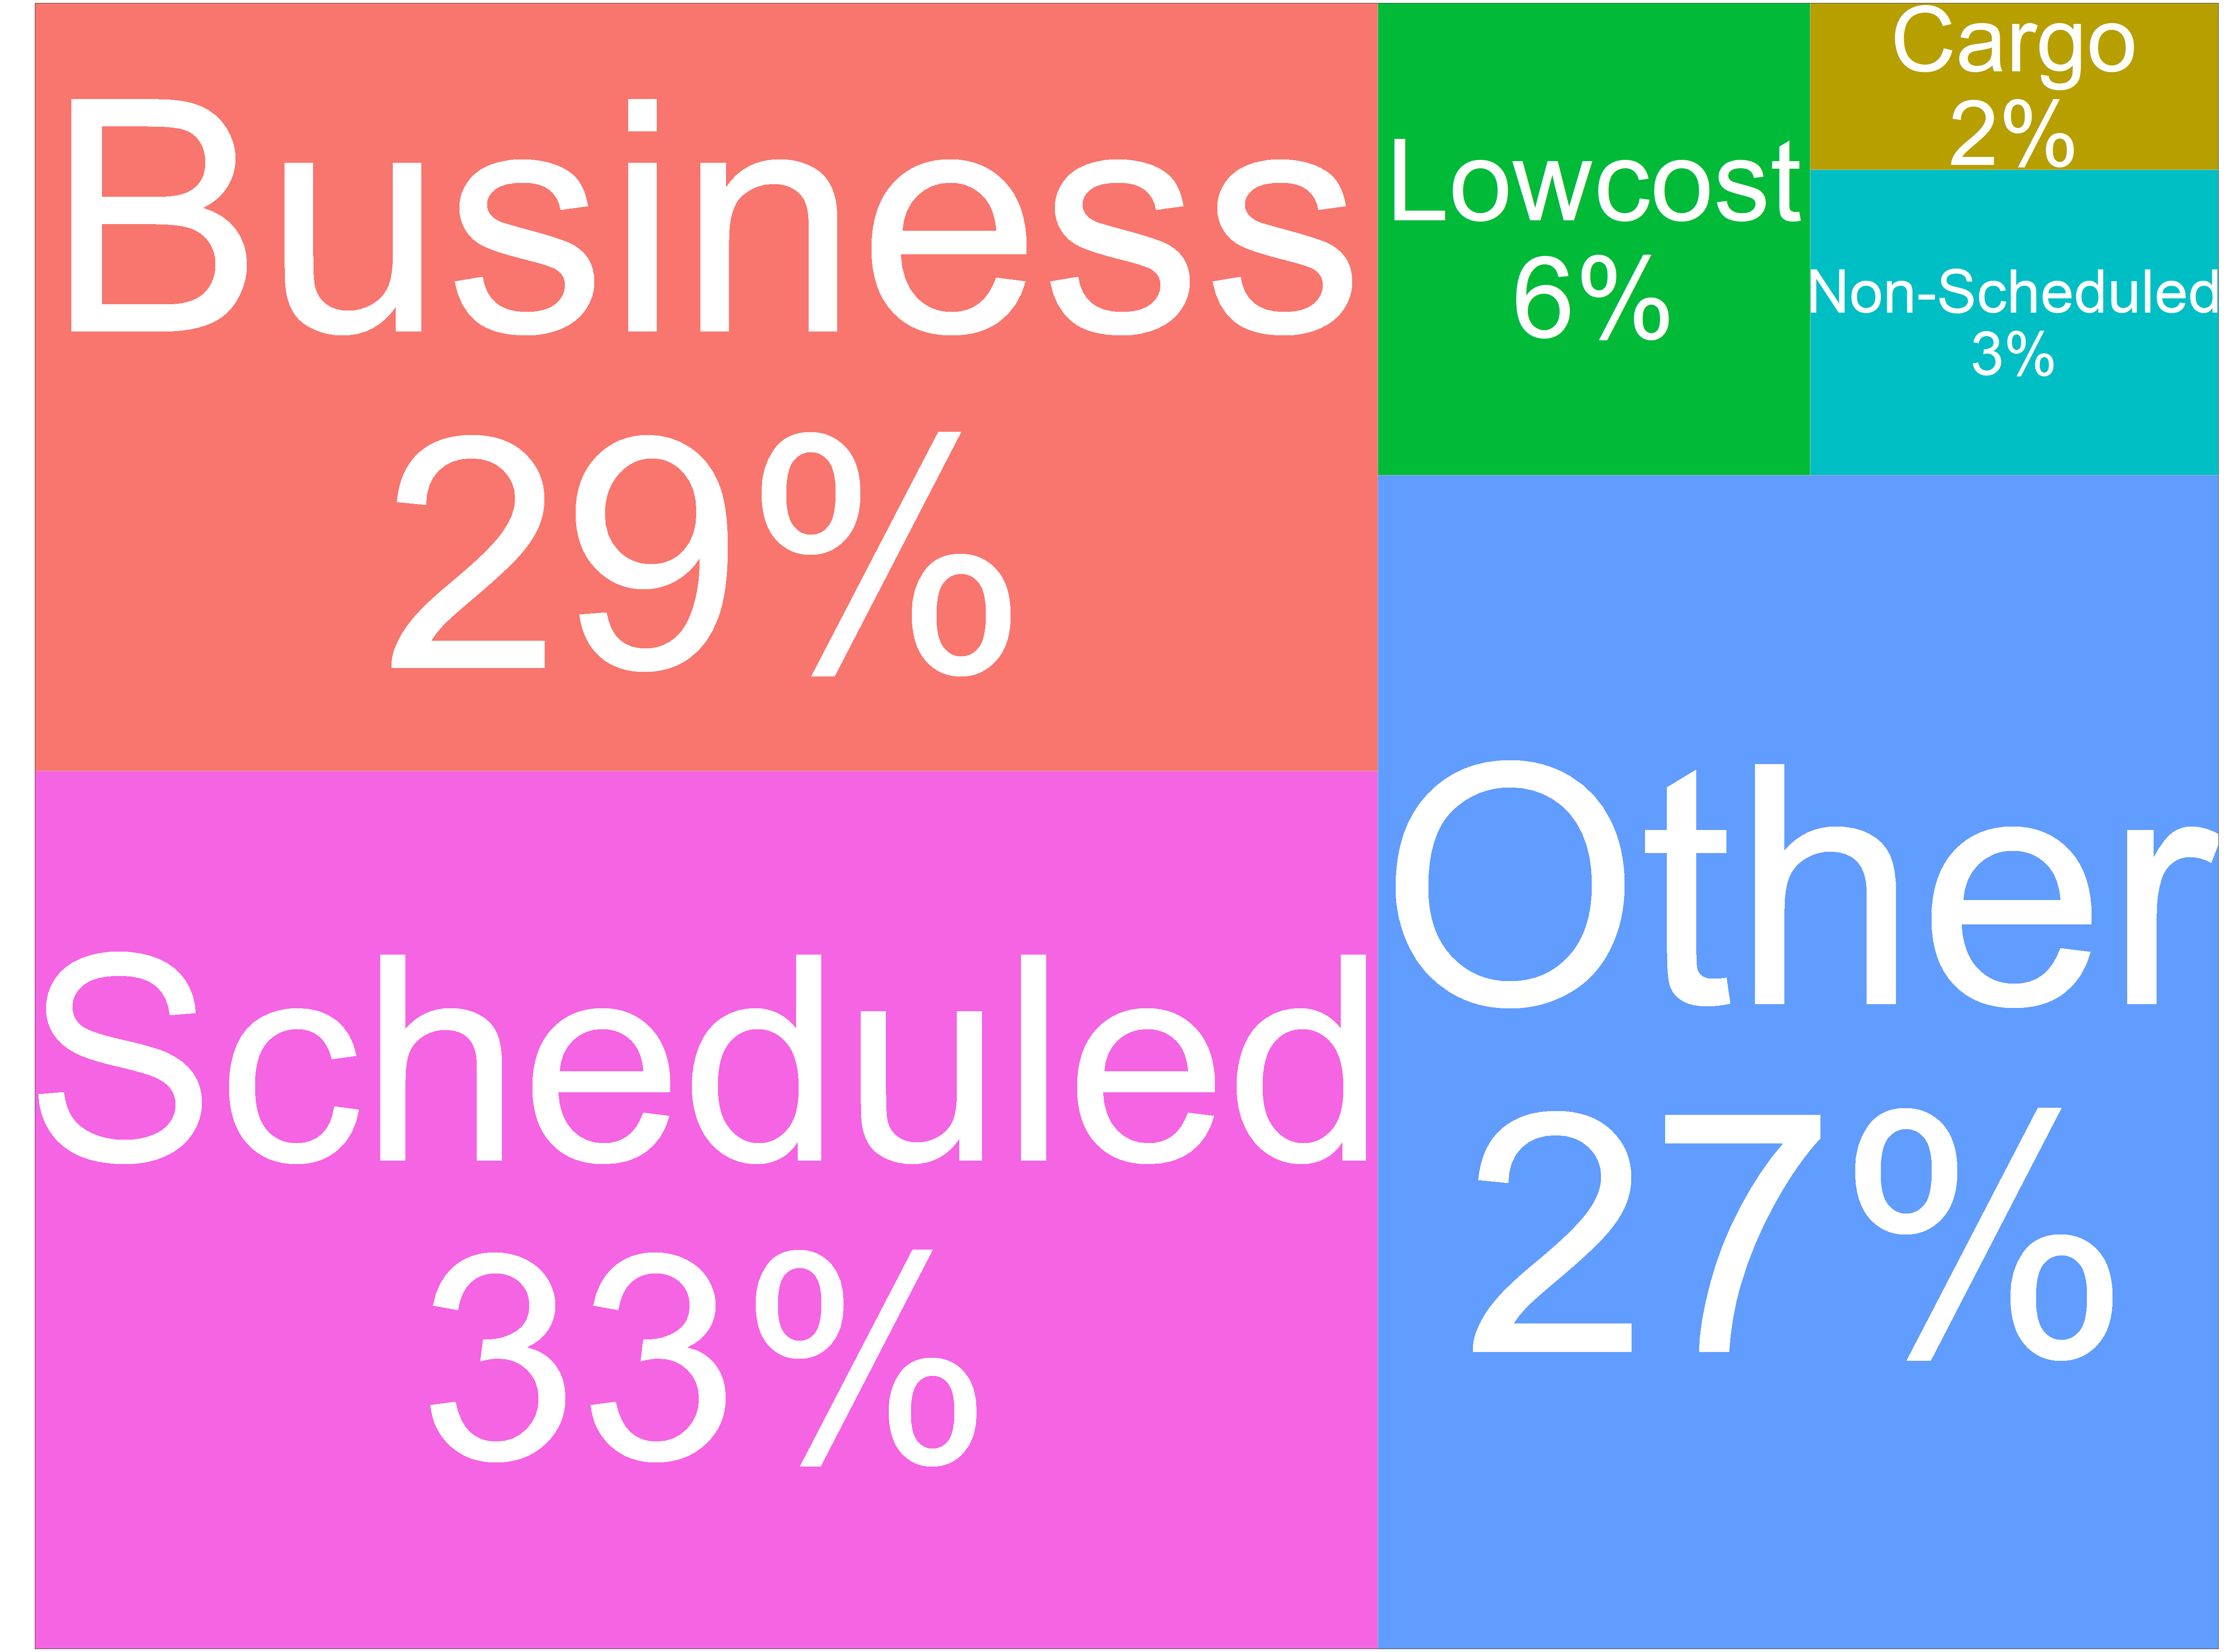 Business
29%
Scheduled
33%
Lowcost
6%
Cargo
2%
Non-Scheduled
3%
Other
27%